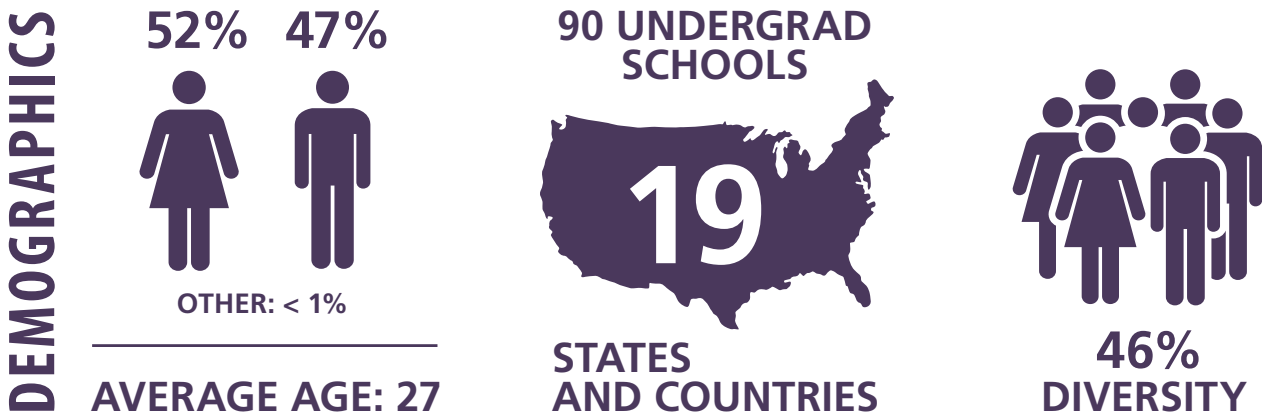 DEMOGRAPHICS
52% 47%
OTHER: < 1%
AVERAGE AGE: 27
90 UNDERGRAD
SCHOOLS
19
STATES
AND COUNTRIES
46%
DIVERSITY